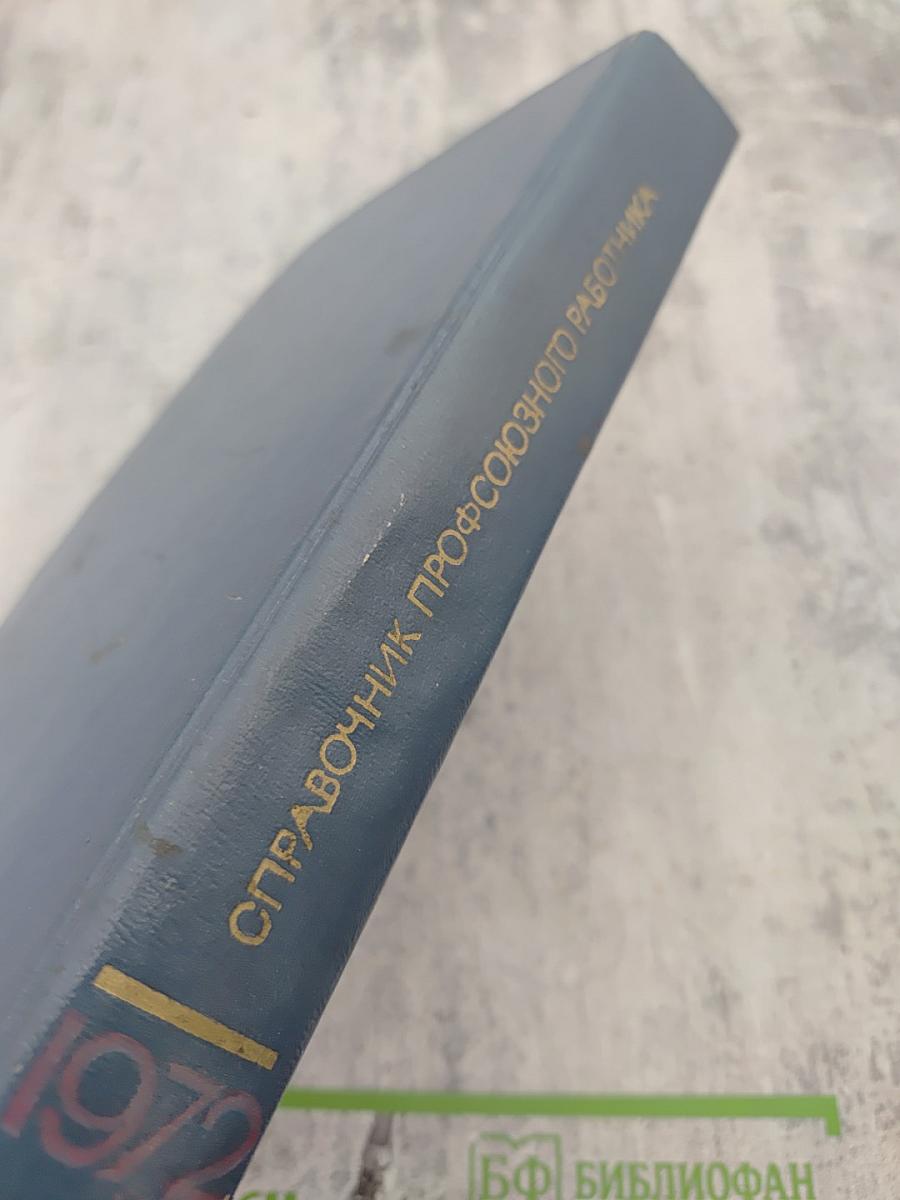 СПРАВОЧНИК ПРОФСОЮЗНОГО РАБОТНИКА
1972
БФ БИБЛИОФАН